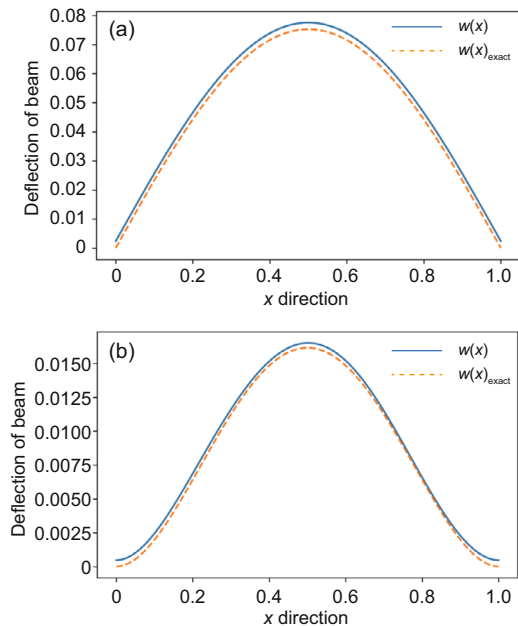 (a)
w(x)
w(x)exact
Deflection of beam
0.08
0.07
0.06
0.05
0.04
0.03
0.02
0.01
0
0 0.2 0.4 0.6 0.8 1.0
x direction
(b)
w(x)
w(x)exact
Deflection of beam
0.0150
0.0125
0.0100
0.0075
0.0050
0.0025
0
0 0.2 0.4 0.6 0.8 1.0
x direction